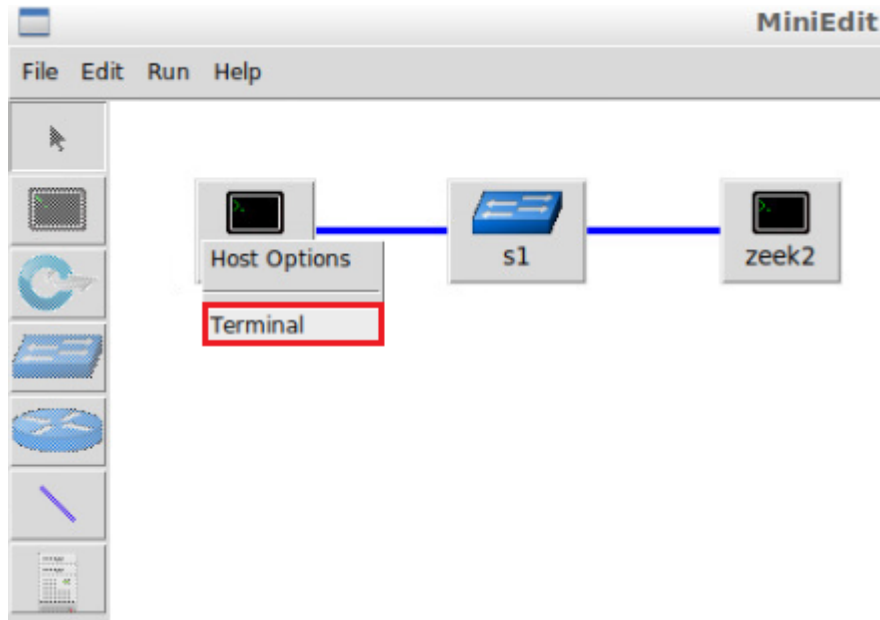 MiniEdit
File Edit Run Help
s1
zeek2
Host Options
Terminal